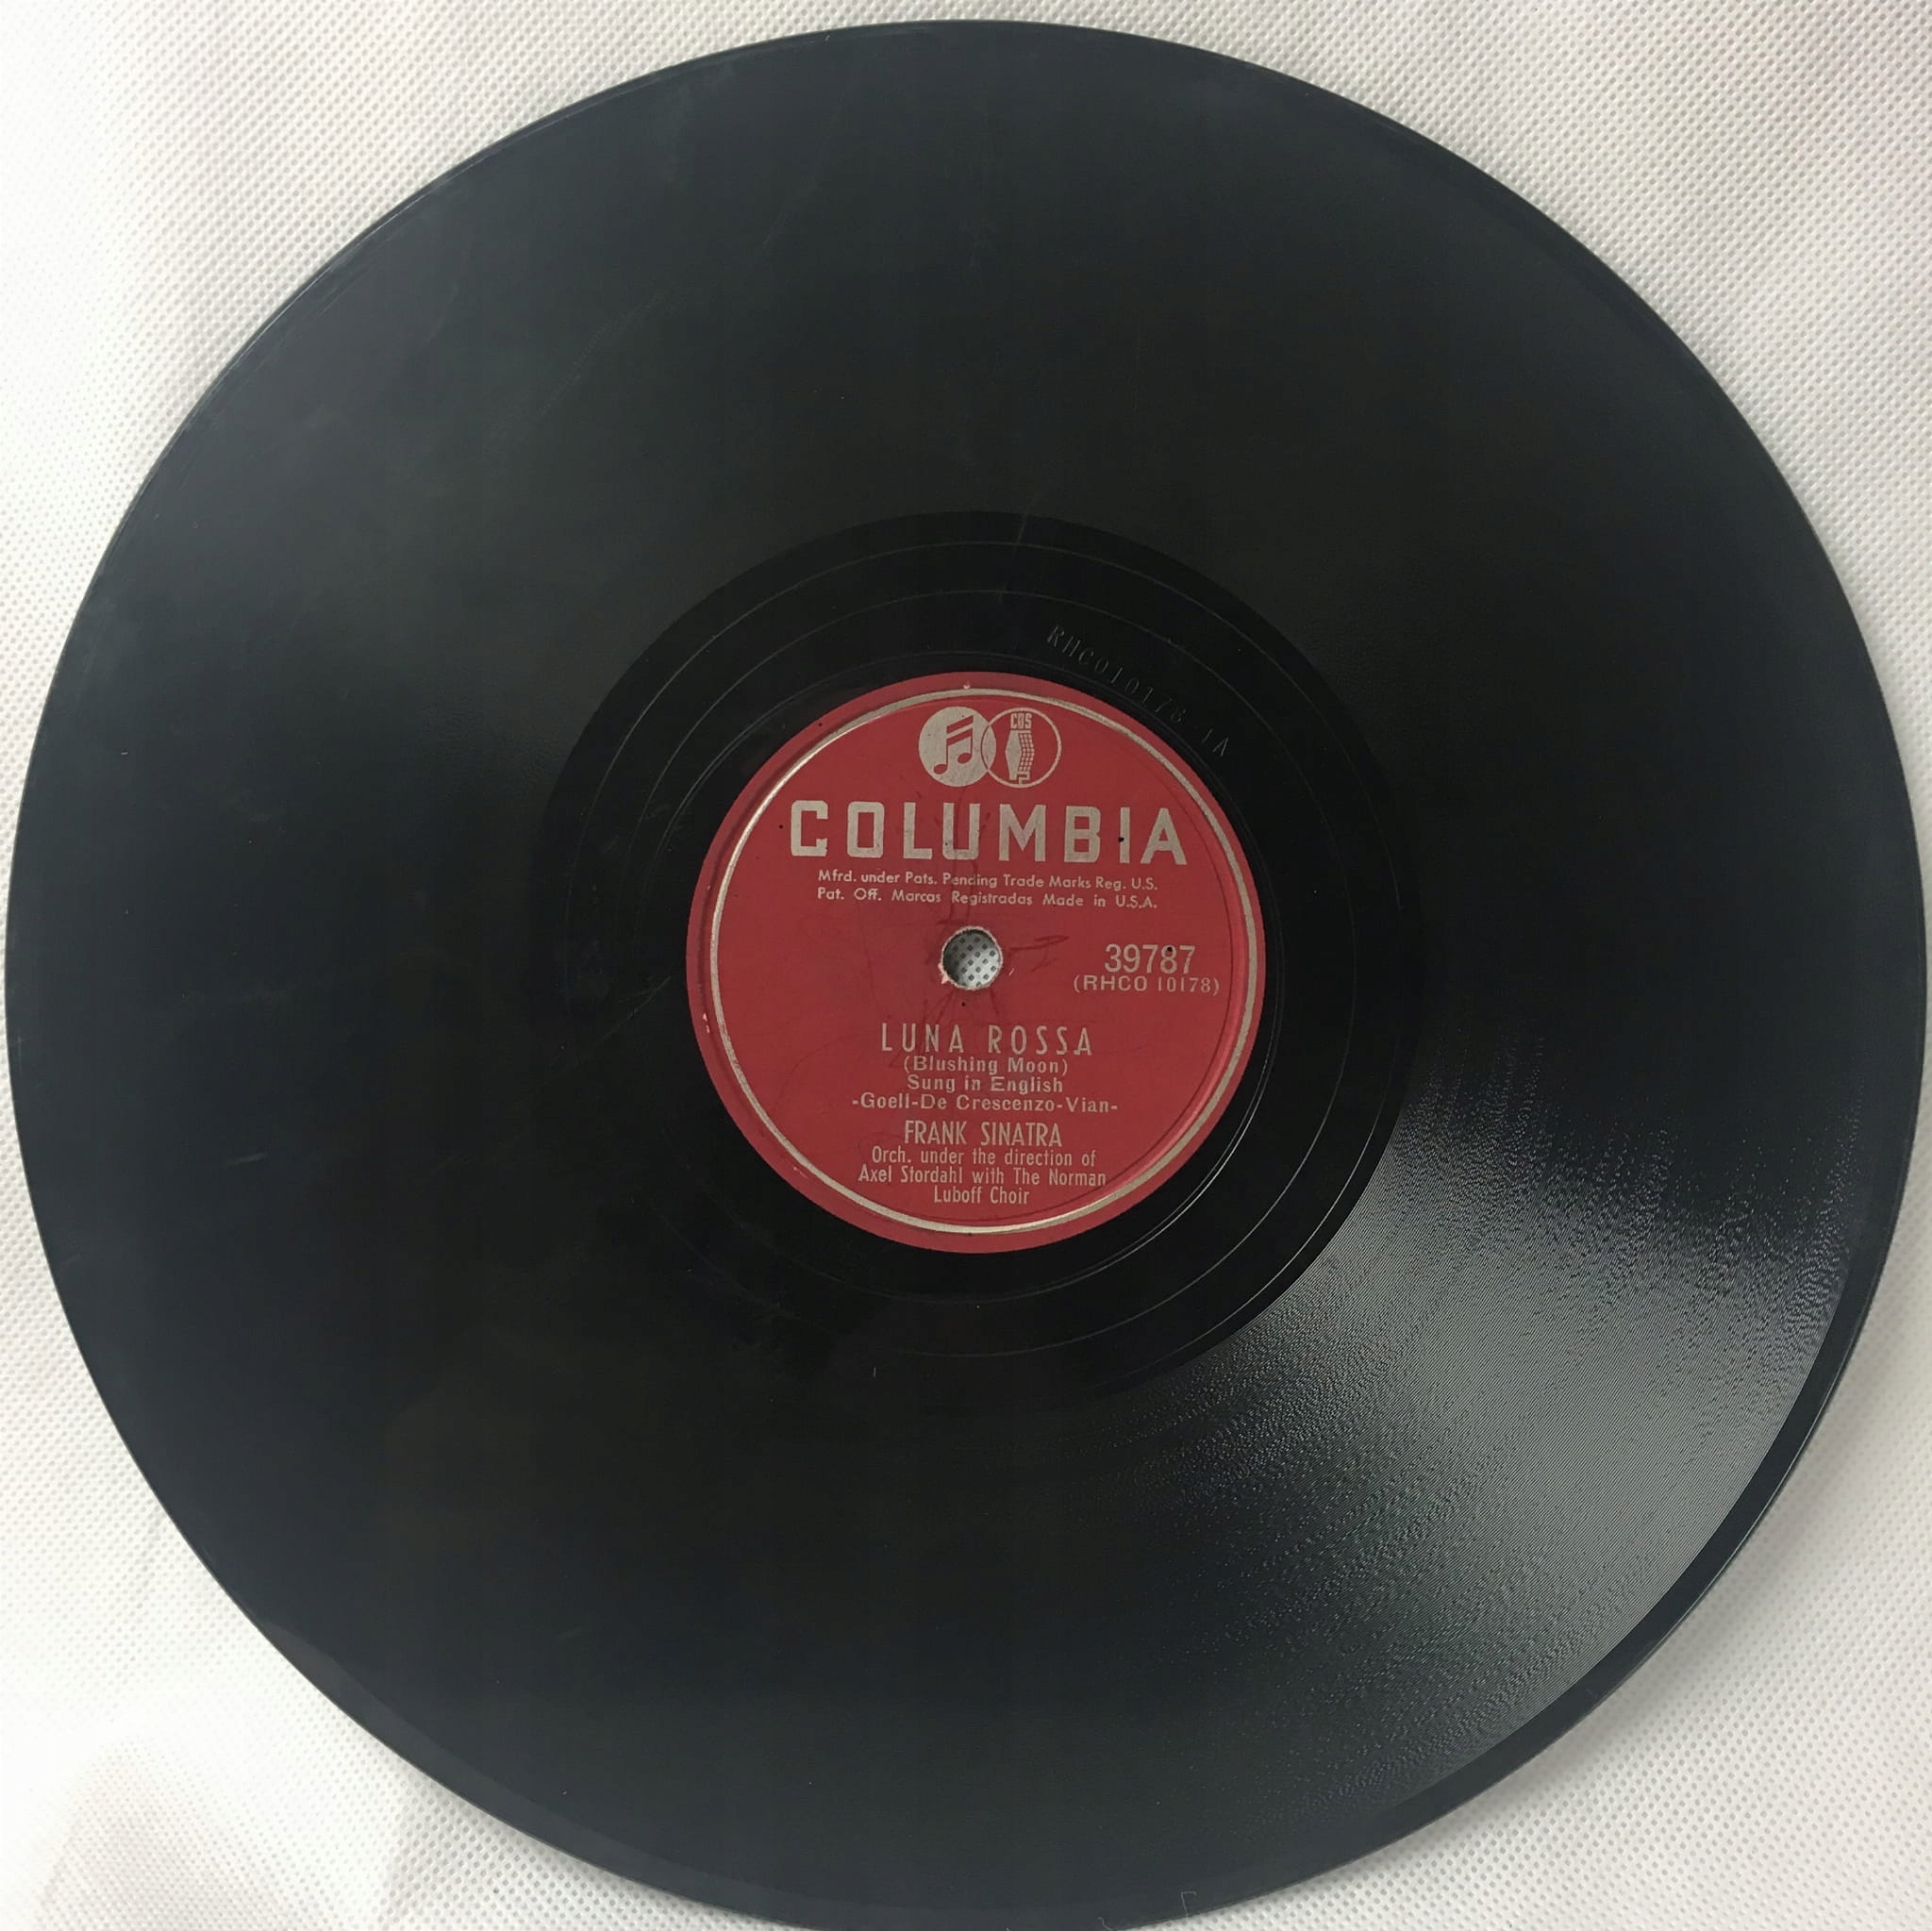 RHCO10178-1A
CBS
COLUMBIA
Mfrd. under Pats. Pending Trade Marks Reg. U.S.
Pat. Off. Marcas Registradas Made in U.S.A.
39787
(RHCO 10178)
LUNA ROSSA
(Blushing Moon)
Sung in English
-Goell-De Crescenzo-Vian-
FRANK SINATRA
Orch. under the direction of
Axel Stordahl with The Norman
Luboff Choir